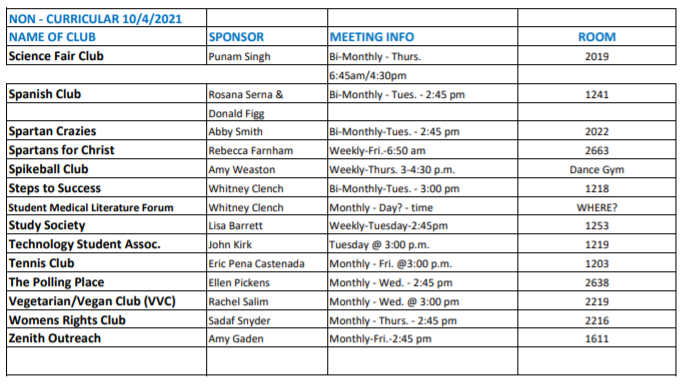 NON - CURRICULAR 10/4/2021
NAME OF CLUB SPONSOR MEETING INFO ROOM
Science Fair Club Punam Singh Bi-Monthly - Thurs. 2019
6:45am/4:30pm
Spanish Club Rosana Serna & Bi-Monthly - Tues. - 2:45 pm 1241
Donald Figg
Spartan Crazies Abby Smith Bi-Monthly-Tues. - 2:45 pm 2022
Spartans for Christ Rebecca Farnham Weekly-Fri.-6:50 am 2663
Spikeball Club Amy Weaston Weekly-Thurs. 3-4:30 p.m. Dance Gym
Steps to Success Whitney Clench Bi-Monthly-Tues. - 3:00 pm 1218
Student Medical Literature Forum Whitney Clench Monthly - Day? - time WHERE?
Study Society Lisa Barrett Weekly-Tuesday-2:45pm 1253
Technology Student Assoc. John Kirk Tuesday @ 3:00 p.m. 1219
Tennis Club Eric Pena Castenada Monthly - Fri. @3:00 p.m. 1203
The Polling Place Ellen Pickens Monthly - Wed. - 2:45 pm 2638
Vegetarian/Vegan Club (VVC) Rachel Salim Monthly - Wed. @ 3:00 pm 2219
Womens Rights Club Sadaf Snyder Monthly - Thurs. - 2:45 pm 2216
Zenith Outreach Amy Gaden Monthly-Fri.-2:45 pm 1611